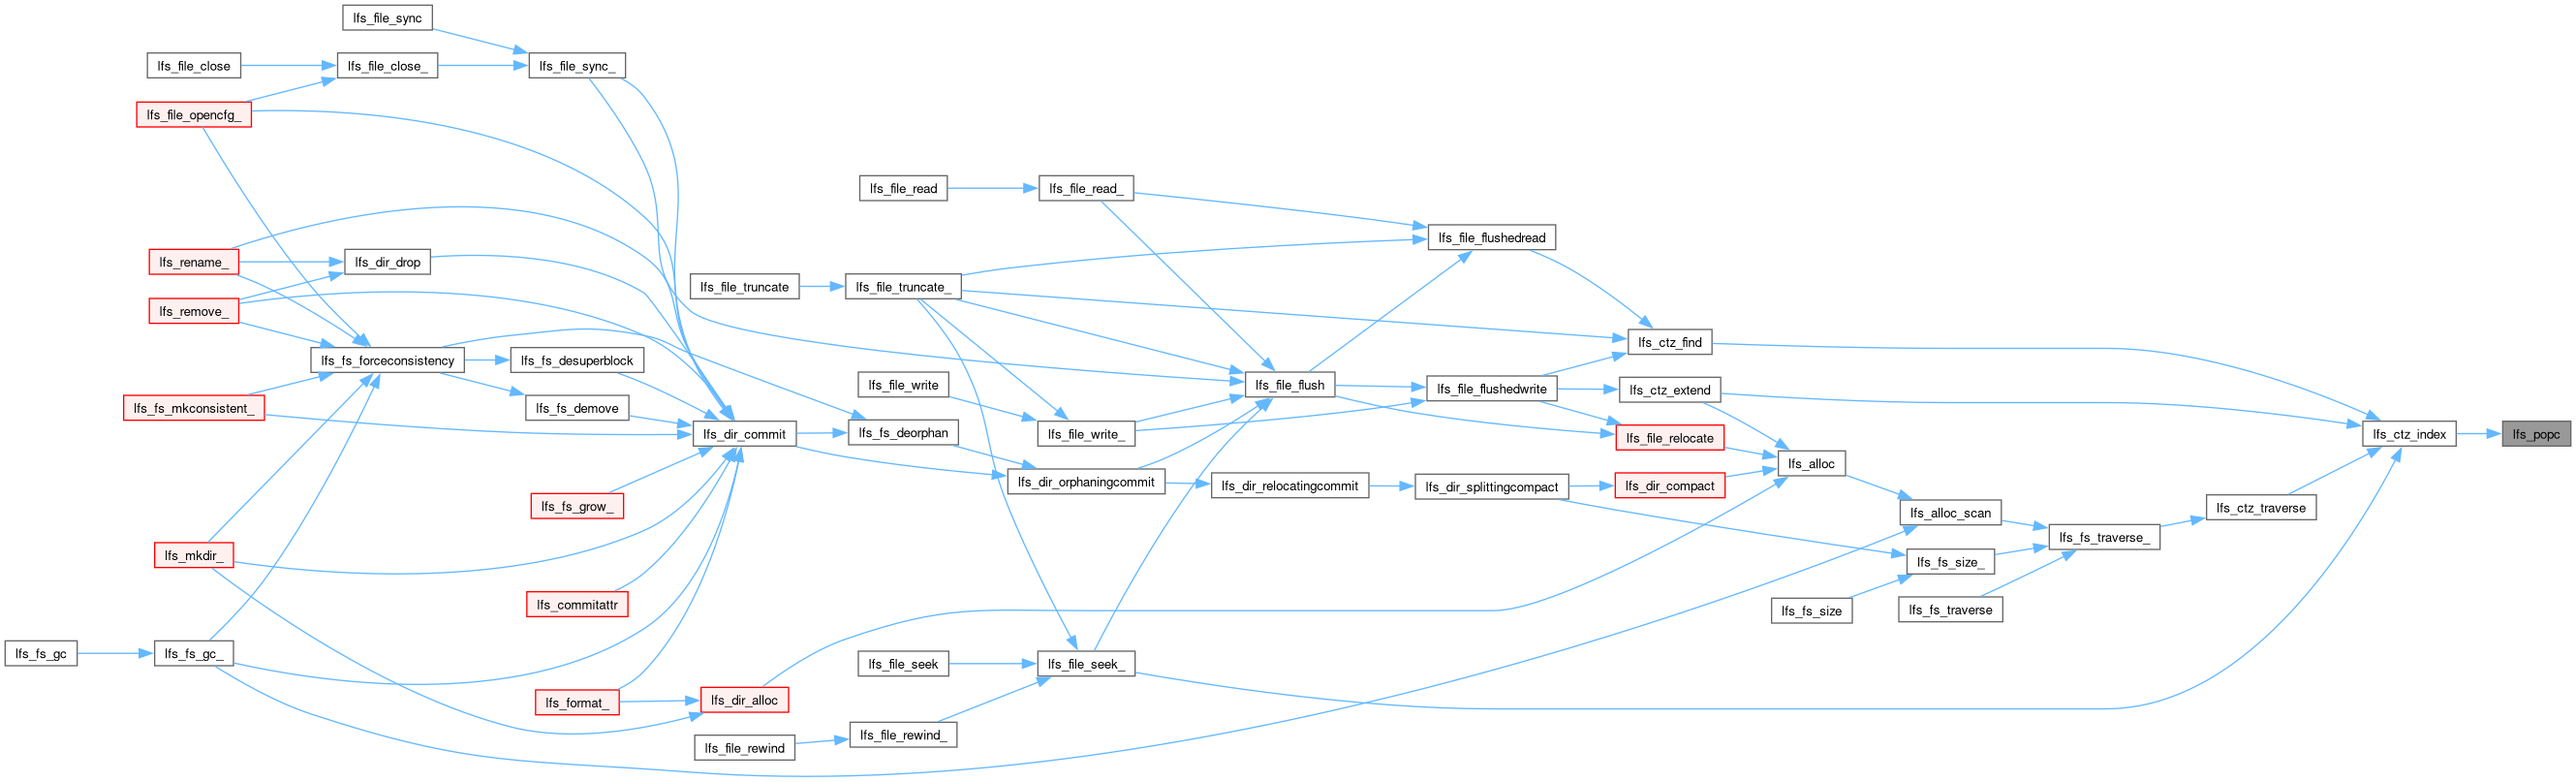 lfs_file_sync
lfs_file_close
lfs_file_close_
lfs_file_sync_
lfs_file_opencfg_
lfs_file_read
lfs_file_read_
lfs_file_flushedread
lfs_rename_
lfs_dir_drop
lfs_file_truncate
lfs_file_truncate_
lfs_remove_
lfs_ctz_find
lfs_fs_forceconsistency
lfs_fs_desuperblock
lfs_file_write
lfs_file_flush
lfs_file_flushedwrite
lfs_ctz_extend
lfs_fs_mkconsistent_
lfs_fs_demove
lfs_dir_commit
lfs_fs_deorphan
lfs_file_write_
lfs_file_relocate
lfs_ctz_index
lfs_popc
lfs_alloc
lfs_dir_orphaningcommit
lfs_dir_relocatingcommit
lfs_dir_splittingcompact
lfs_dir_compact
lfs_fs_grow_
lfs_alloc_scan
lfs_ctz_traverse
lfs_fs_traverse_
lfs_mkdir_
lfs_fs_size_
lfs_commitattr
lfs_fs_size
lfs_fs_traverse
lfs_fs_gc
lfs_fs_gc_
lfs_file_seek
lfs_file_seek_
lfs_format_
lfs_dir_alloc
lfs_file_rewind
lfs_file_rewind_